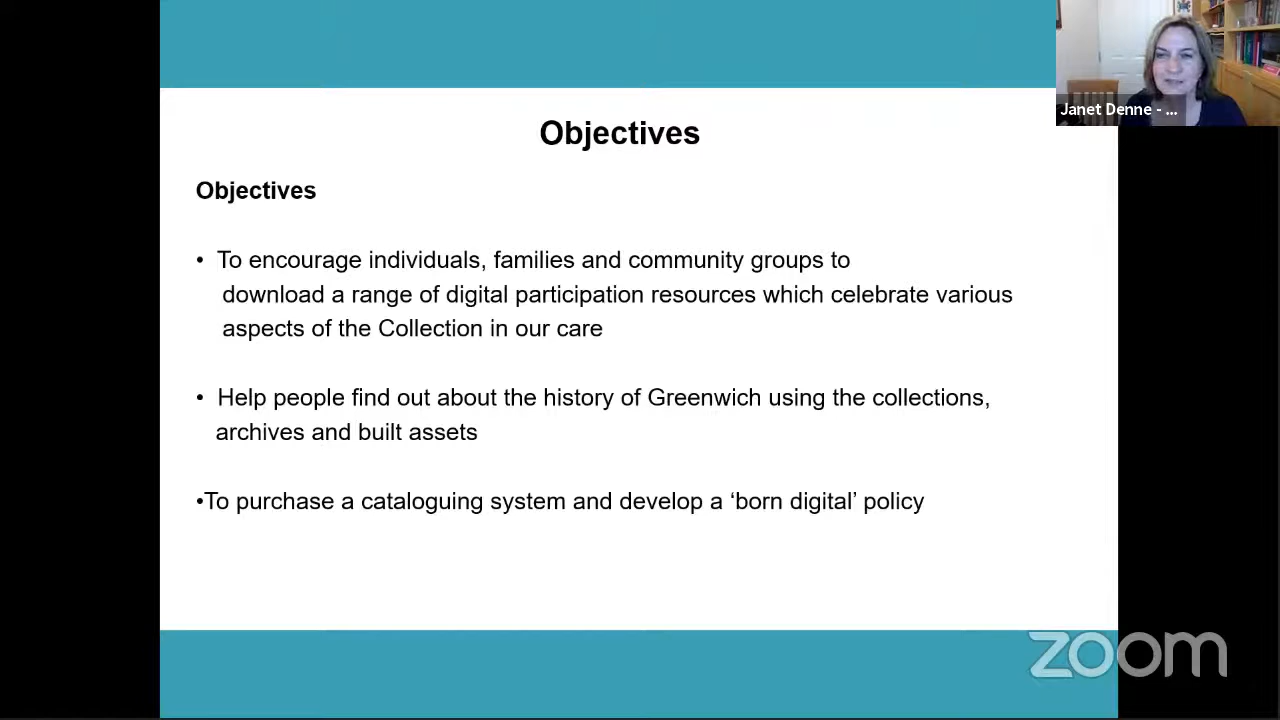 Objectives
Janet Denne - ...
Objectives
• To encourage individuals, families and community groups to
download a range of digital participation resources which celebrate various
aspects of the Collection in our care
• Help people find out about the history of Greenwich using the collections,
archives and built assets
•To purchase a cataloguing system and develop a ‘born digital’ policy
zoom